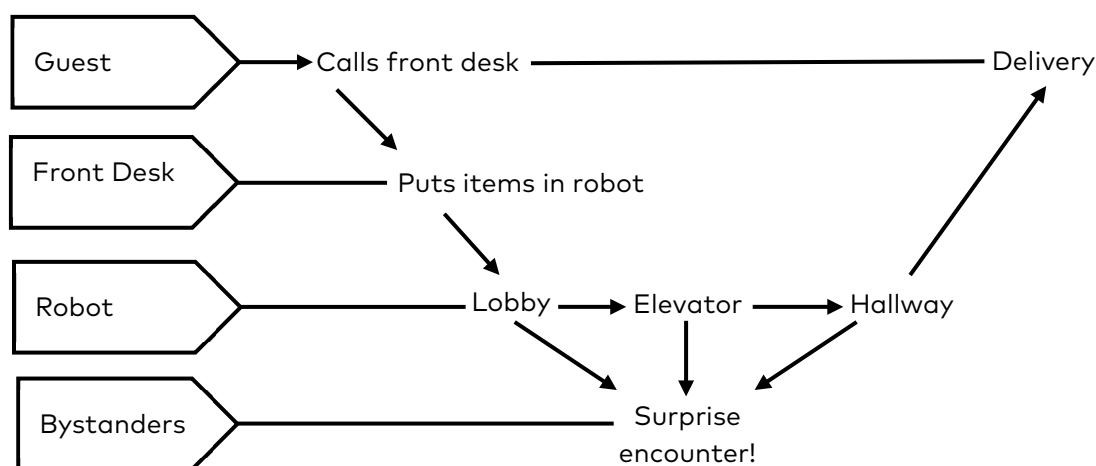 Guest
Calls front desk
Delivery
Front Desk
Puts items in robot
Robot
Lobby
Elevator
Hallway
Bystanders
Surprise
encounter!